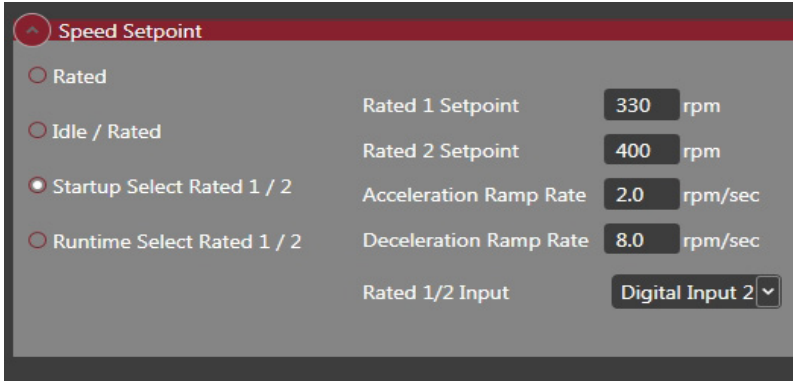 Speed Setpoint
Rated
Idle / Rated
Startup Select Rated 1 / 2
Runtime Select Rated 1 / 2
Rated 1 Setpoint 330 rpm
Rated 2 Setpoint 400 rpm
Acceleration Ramp Rate 2.0 rpm/sec
Deceleration Ramp Rate 8.0 rpm/sec
Rated 1/2 Input Digital Input 2